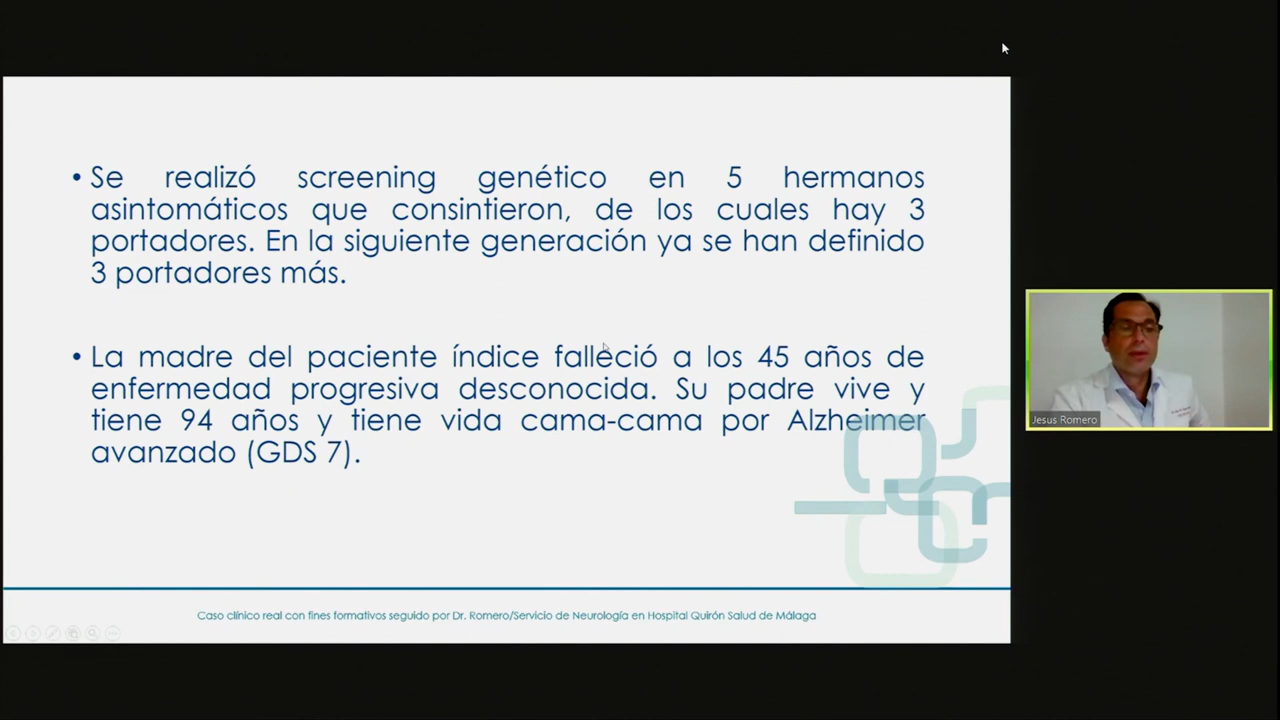 • Se realizó screening genético en 5 hermanos
asintomáticos que consintieron, de los cuales hay 3
portadores. En la siguiente generación ya se han definido
3 portadores más.
• La madre del paciente índice falleció a los 45 años de
enfermedad progresiva desconocida. Su padre vive y
tiene 94 años y tiene vida cama-cama por Alzheimer
avanzado (GDS 7).
Caso clínico real con fines formativos seguido por Dr. Romero/Servicio de Neurología en Hospital Quirón Salud de Málaga
Jesus Romero